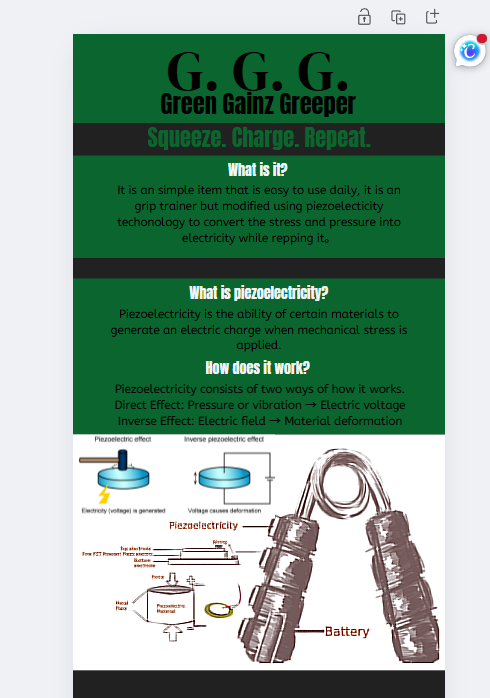 G. G. G.
Green Gainz Greeper
Squeeze. Charge. Repeat.
What is it?
It is an simple item that is easy to use daily, it is an
grip trainer but modified using piezoelecticity
techonology to convert the stress and pressure into
electricity while repping it。
What is piezoelectricity?
Piezoelectricity is the ability of certain materials to
generate an electric charge when mechanical stress is
applied.
How does it work?
Piezoelectricity consists of two ways of how it works.
Direct Effect: Pressure or vibration → Electric voltage
Inverse Effect: Electric field → Material deformation
Piezoelectric effect
Inverse piezoelectric effect
Electricity (voltage) is generated
Voltage causes deformation
Piezoelectricity
Wiring
Top electrode
Bottom
electrode
Force
Metal
Plate
Piezoelectric
Material
Battery